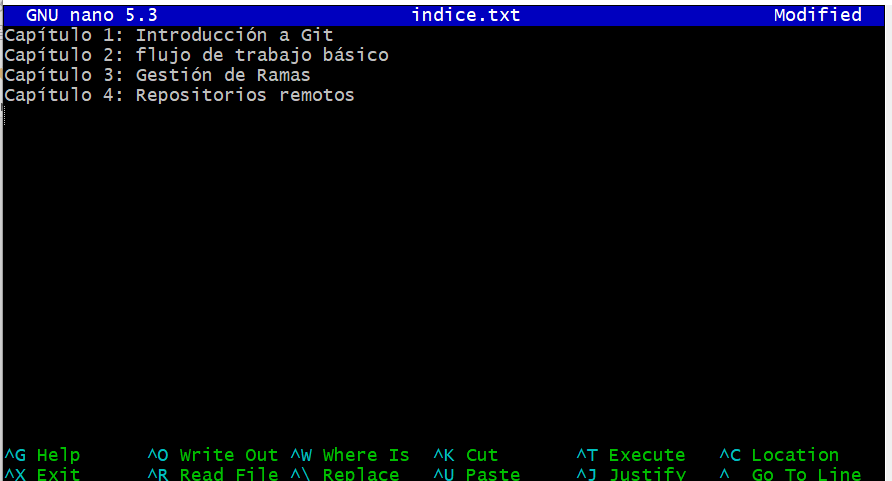 GNU nano 5.3 indice.txt Modified
Capítulo 1: Introducción a Git
Capítulo 2: flujo de trabajo básico
Capítulo 3: Gestión de Ramas
Capítulo 4: Repositorios remotos
^G Help ^O Write Out ^W Where Is ^K Cut ^T Execute ^C Location
^X Exit ^R Read File ^\ Replace ^U Paste ^J Justify ^ Go To Line